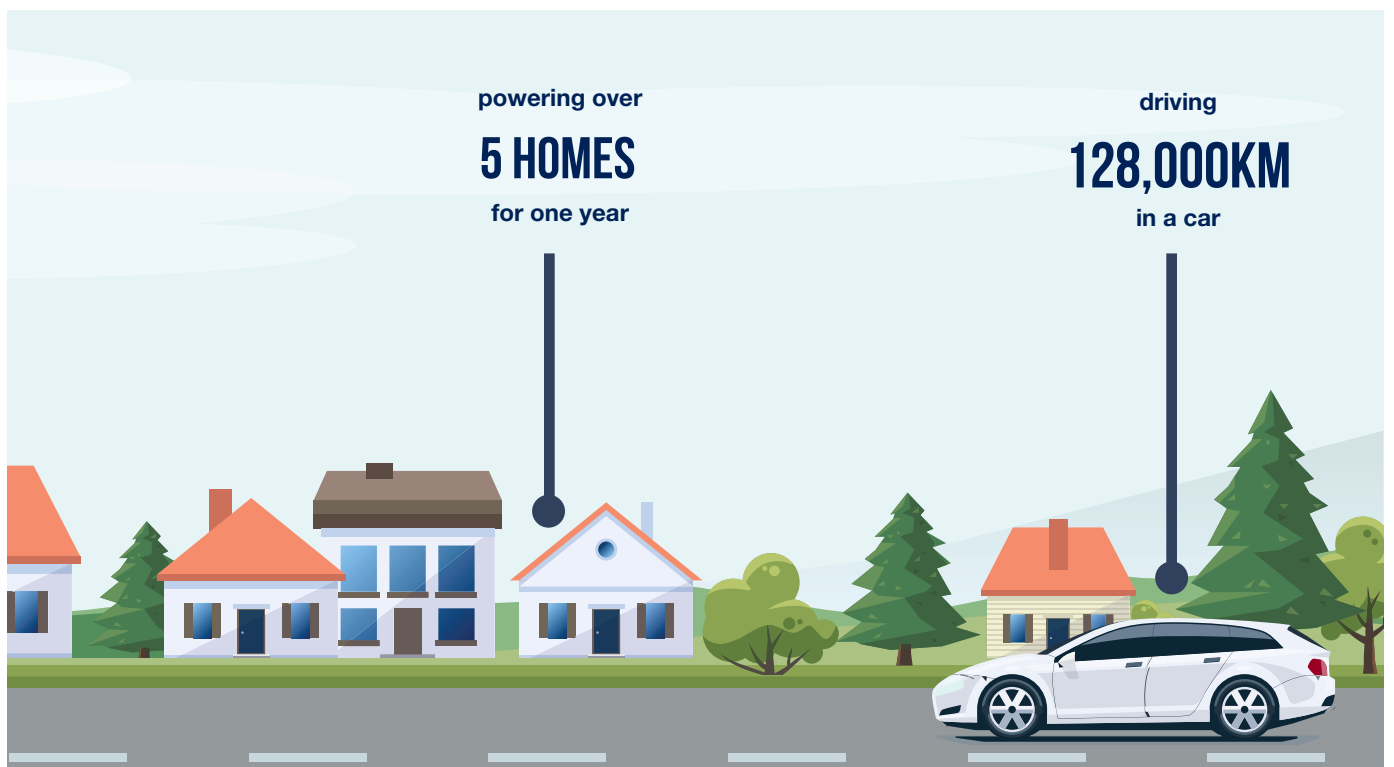 powering over
5 HOMES
for one year
driving
128,000KM
in a car